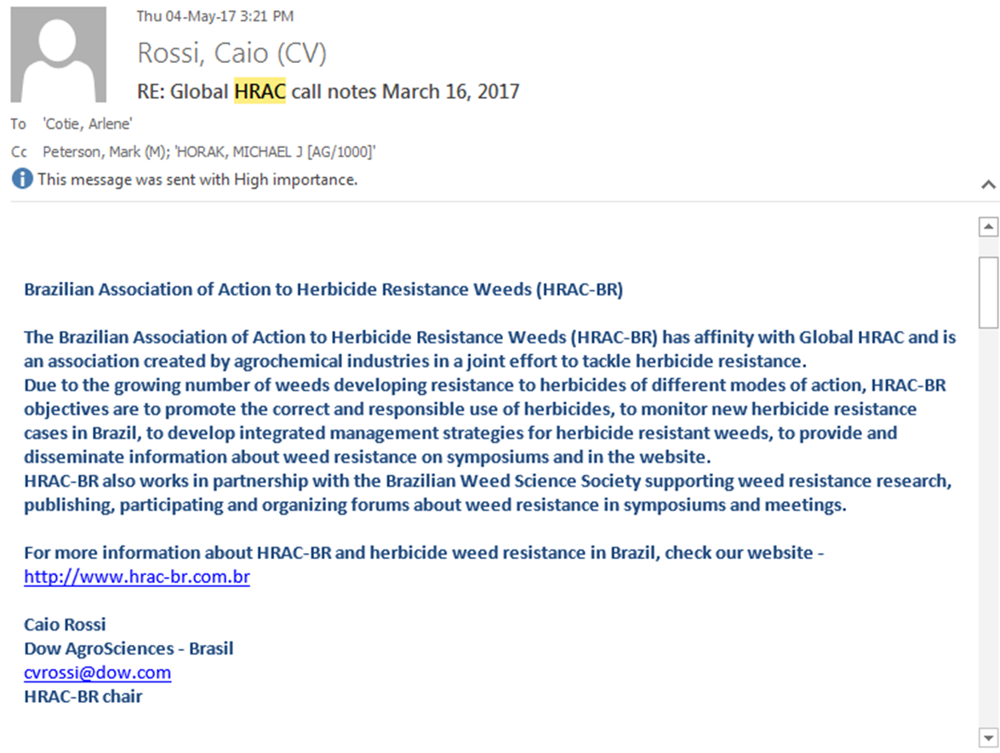 Thu 04-May-17 3:21 PM
Rossi, Caio (CV)
RE: Global HRAC call notes March 16, 2017
To 'Cotie, Arlene'
Cc Peterson, Mark (M); 'HORAK, MICHAEL J [AG/1000]'
This message was sent with High importance.
Brazilian Association of Action to Herbicide Resistance Weeds (HRAC-BR)
The Brazilian Association of Action to Herbicide Resistance Weeds (HRAC-BR) has affinity with Global HRAC and is
an association created by agrochemical industries in a joint effort to tackle herbicide resistance.
Due to the growing number of weeds developing resistance to herbicides of different modes of action, HRAC-BR
objectives are to promote the correct and responsible use of herbicides, to monitor new herbicide resistance
cases in Brazil, to develop integrated management strategies for herbicide resistant weeds, to provide and
disseminate information about weed resistance on symposiums and in the website.
HRAC-BR also works in partnership with the Brazilian Weed Science Society supporting weed resistance research,
publishing, participating and organizing forums about weed resistance in symposiums and meetings.
For more information about HRAC-BR and herbicide weed resistance in Brazil, check our website -
http://www.hrac-br.com.br
Caio Rossi
Dow AgroSciences - Brasil
cvrossi@dow.com
HRAC-BR chair